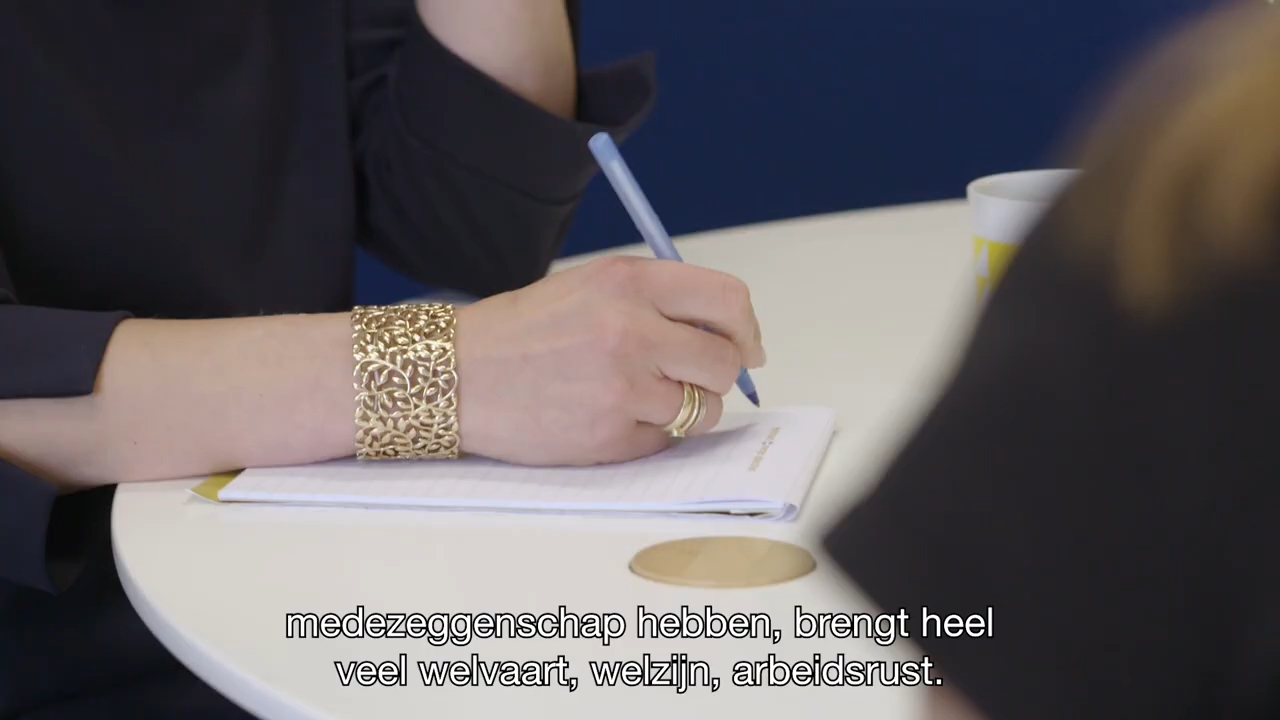 medezeggenschap hebben, brengt heel
veel welvaart, welzijn, arbeidsrust.